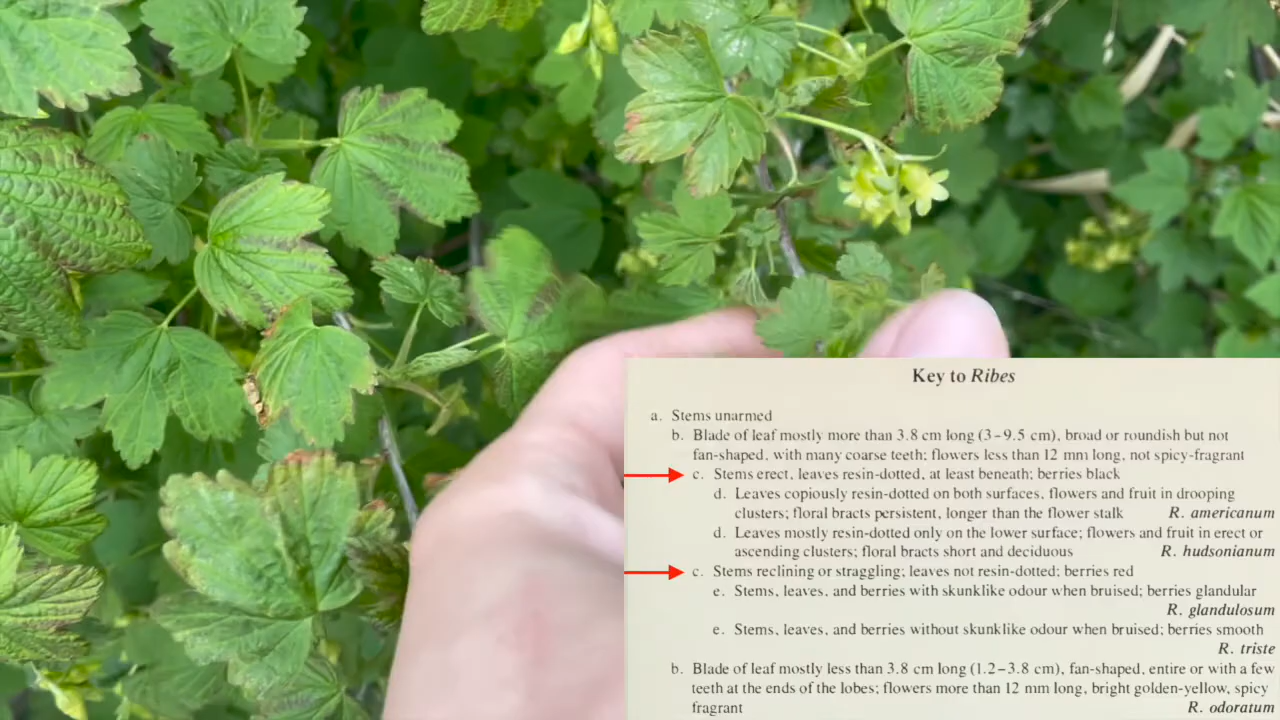 Key to Ribes
a. Stems unarmed
b. Blade of leaf mostly more than 3.8 cm long (3–9.5 cm), broad or roundish but not
fan-shaped, with many coarse teeth; flowers less than 12 mm long, not spicy-fragrant
c. Stems erect, leaves resin-dotted, at least beneath; berries black
d. Leaves copiously resin-dotted on both surfaces, flowers and fruit in drooping
clusters; floral bracts persistent, longer than the flower stalk R. americanum
d. Leaves mostly resin-dotted only on the lower surface; flowers and fruit in erect or
ascending clusters; floral bracts short and deciduous R. hudsonianum
c. Stems reclining or straggling; leaves not resin-dotted; berries red
e. Stems, leaves, and berries with skunklike odour when bruised; berries glandular
R. glandulosum
e. Stems, leaves, and berries without skunklike odour when bruised; berries smooth
R. triste
b. Blade of leaf mostly less than 3.8 cm long (1.2–3.8 cm), fan-shaped, entire or with a few
teeth at the ends of the lobes; flowers more than 12 mm long, bright golden-yellow, spicy
fragrant R. odoratum